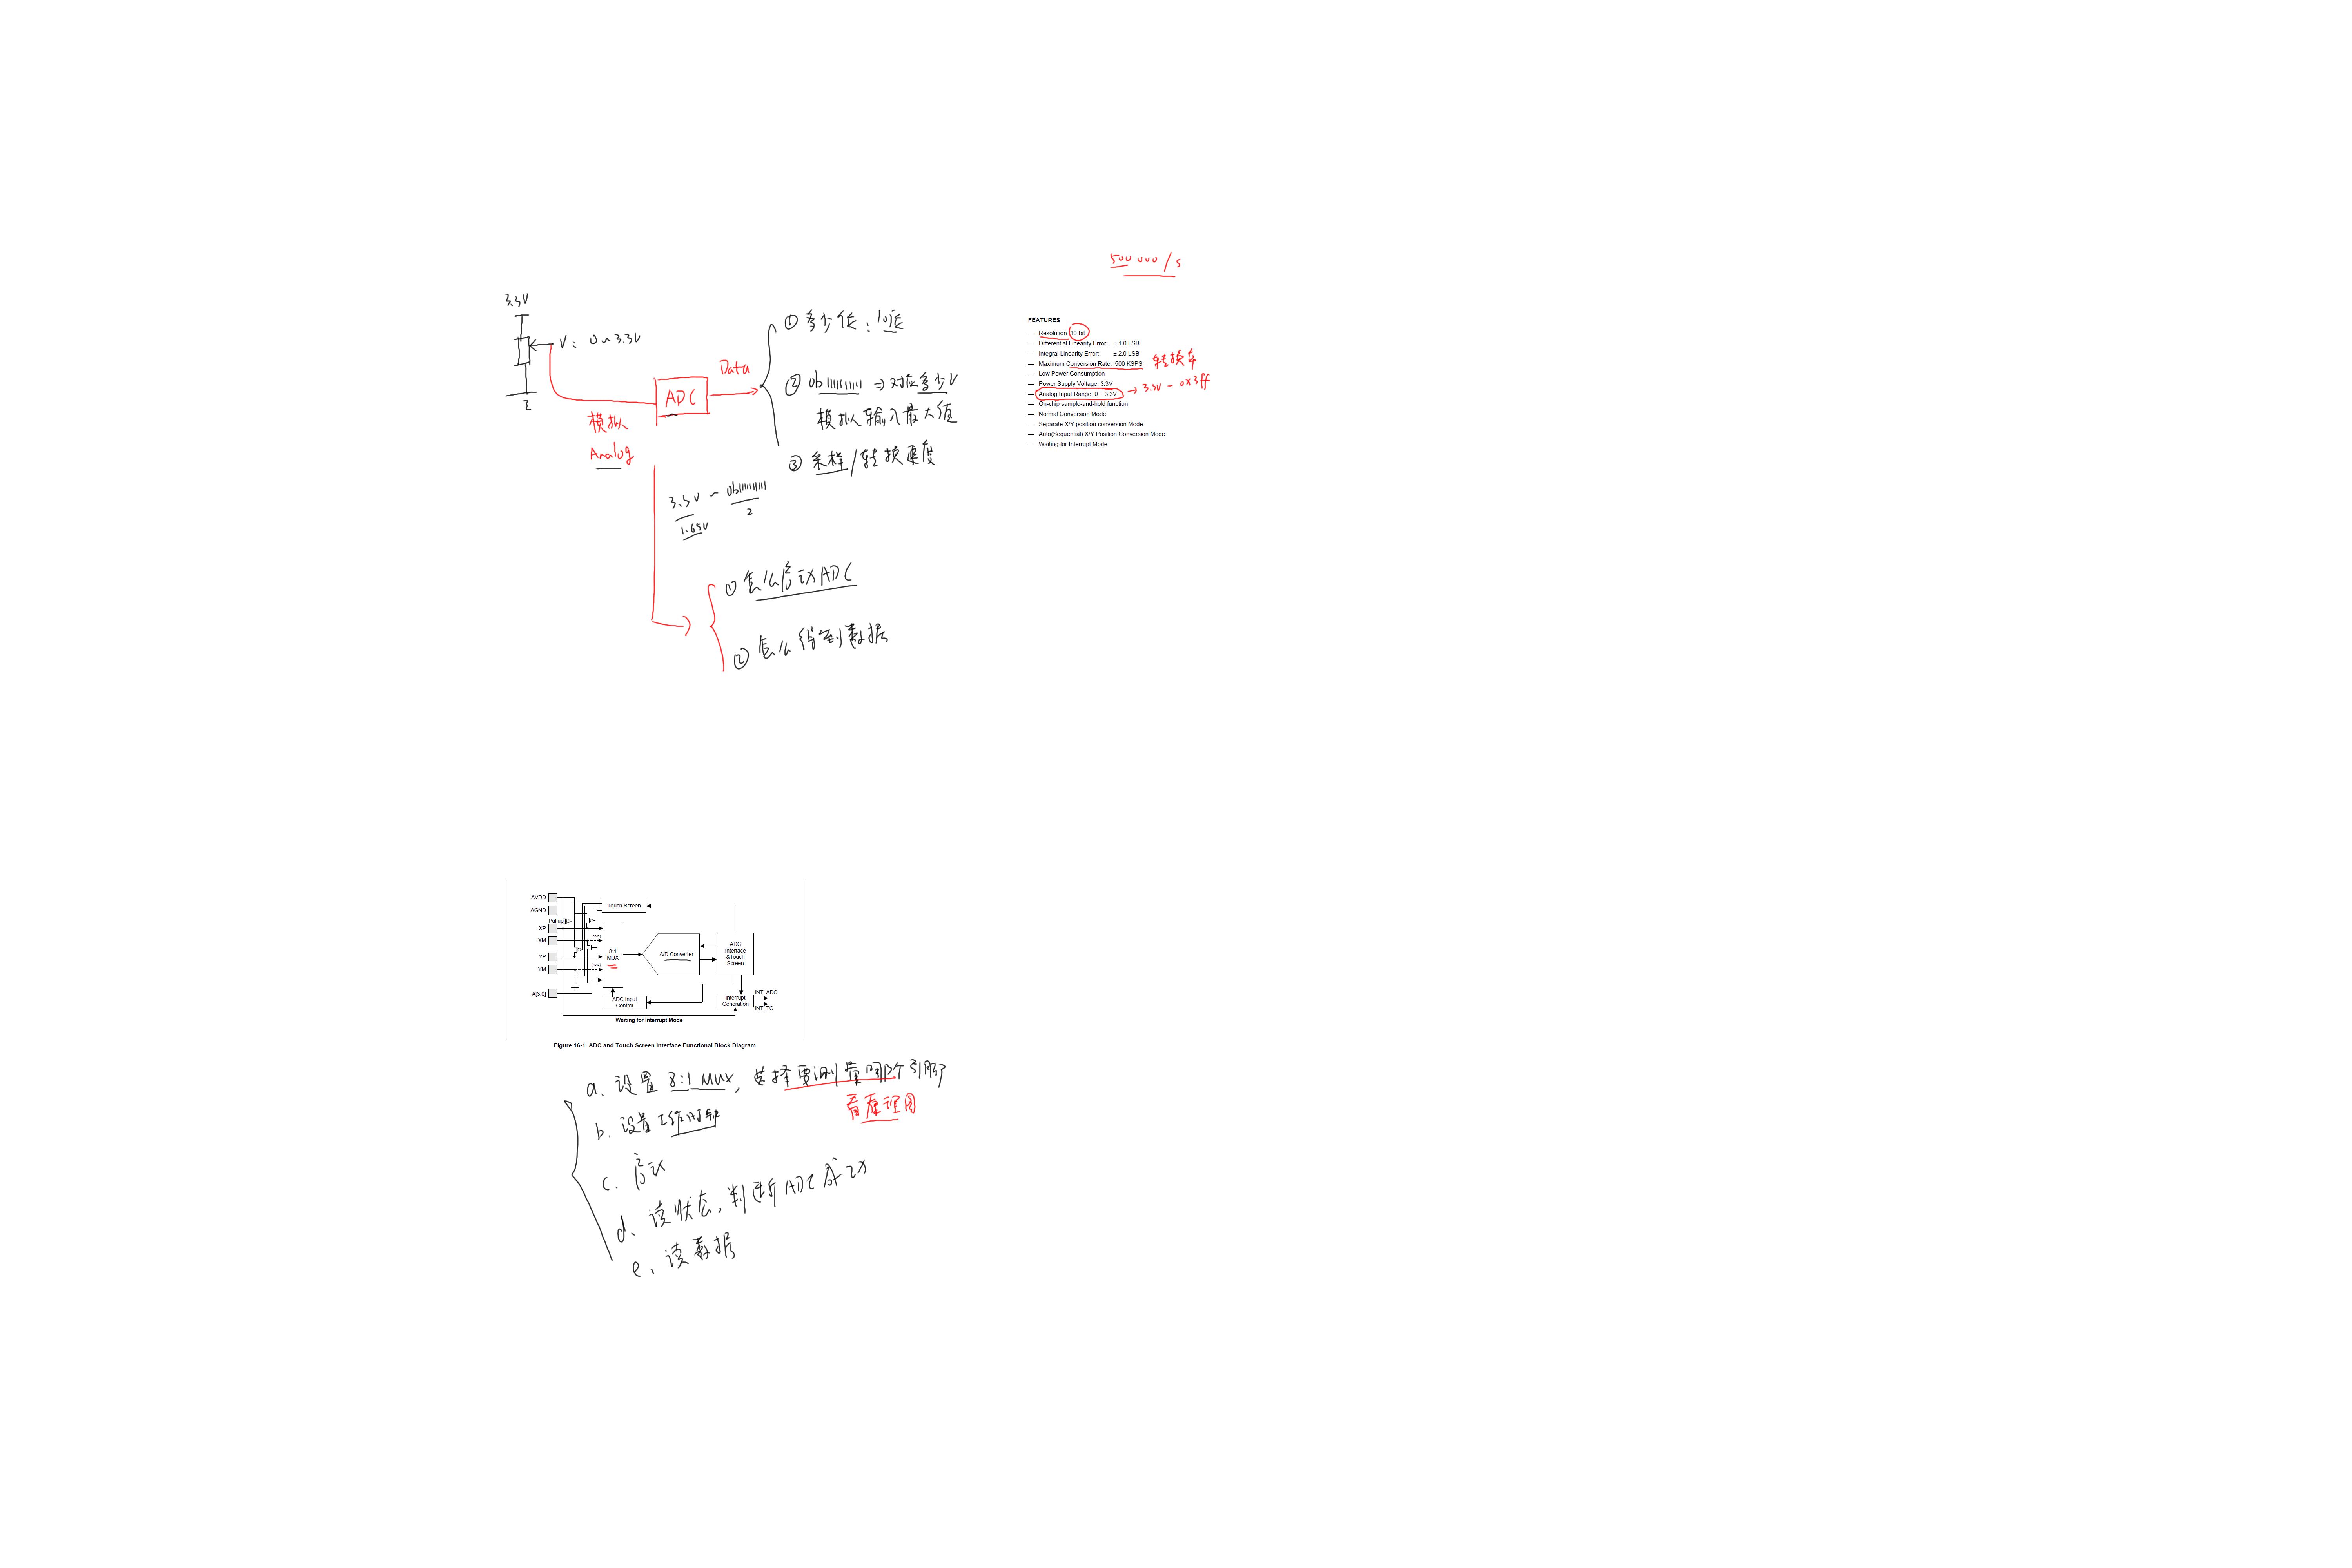 500 000 / s
3.3V
V: 0~3.3V
ADC
Data
模拟
Analog
① 多少位: 10位
② 0b1111111111 => 对应多少V
模拟输入最大值
③ 采样/转换速度
3.3V ~ 0b1111111111
1.65V
2
① 怎么启动ADC
② 怎么得到数据
FEATURES
— Resolution: 10-bit
— Differential Linearity Error: ± 1.0 LSB
— Integral Linearity Error: ± 2.0 LSB
— Maximum Conversion Rate: 500 KSPS 转换率
— Low Power Consumption
— Power Supply Voltage: 3.3V
— Analog Input Range: 0 ~ 3.3V → 3.3V - 0x3ff
— On-chip sample-and-hold function
— Normal Conversion Mode
— Separate X/Y position conversion Mode
— Auto(Sequential) X/Y Position Conversion Mode
— Waiting for Interrupt Mode
AVDD
AGND
Pullup
XP
XM
YP
YM
A[3:0]
Touch Screen
(note)
(note)
8:1
MUX
A/D Converter
ADC
Interface
&Touch
Screen
ADC Input
Control
Interrupt
Generation
INT_ADC
INT_TC
Waiting for Interrupt Mode
Figure 16-1. ADC and Touch Screen Interface Functional Block Diagram
a. 设置 8:1 MUX, 选择要测量哪个引脚
看原理图
b. 设置工作时钟
c. 启动
d. 读状态, 判断ADC成功
e. 读数据